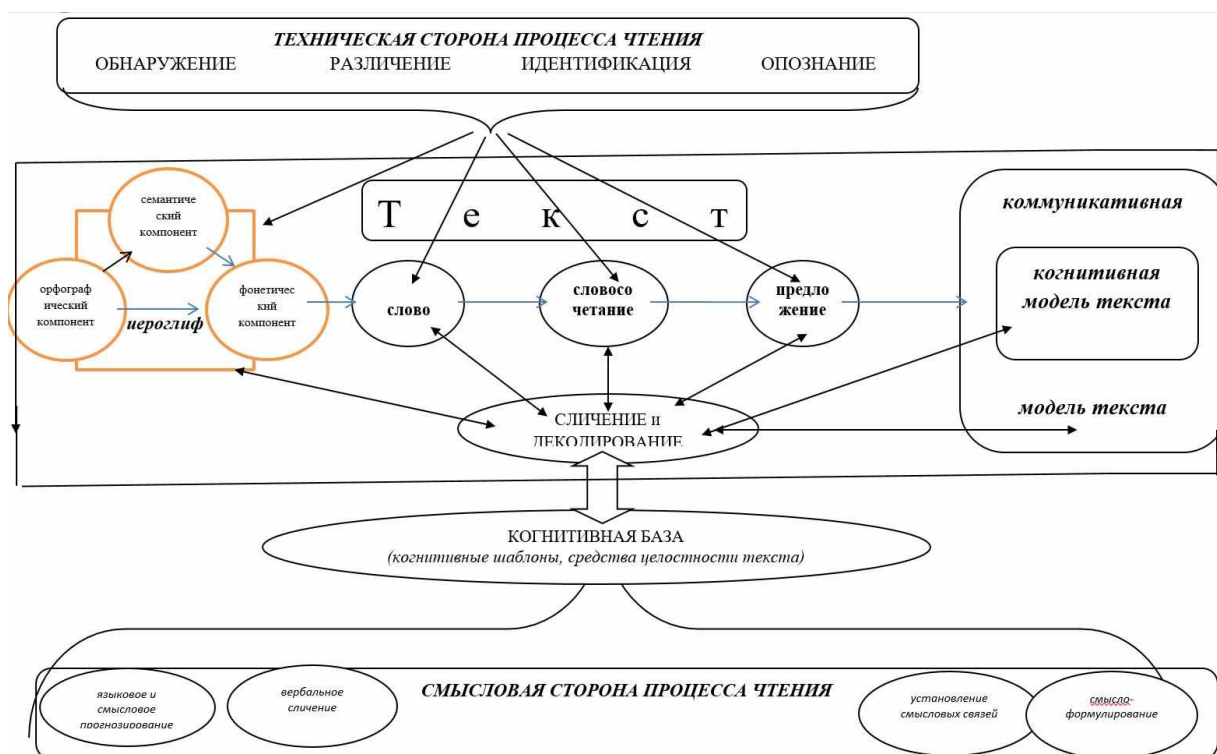 ТЕХНИЧЕСКАЯ СТОРОНА ПРОЦЕССА ЧТЕНИЯ
ОБНАРУЖЕНИЕ РАЗЛИЧЕНИЕ ИДЕНТИФИКАЦИЯ ОПОЗНАНИЕ
Текст
семантиче
ский
компонент
орфограф
ический
компонент
иероглиф
фонетичес
кий
компонент
слово
словосо
четание
предло
жение
коммуникативная
когнитивная
модель текста
модель текста
СЛИЧЕНИЕ и
ДЕКОДИРОВАНИЕ
КОГНИТИВНАЯ БАЗА
(когнитивные шаблоны, средства целостности текста)
СМЫСЛОВАЯ СТОРОНА ПРОЦЕССА ЧТЕНИЯ
языковое и
смысловое
прогнозирование
вербальное
сличение
установление
смысловых связей
смысло-
формулирование